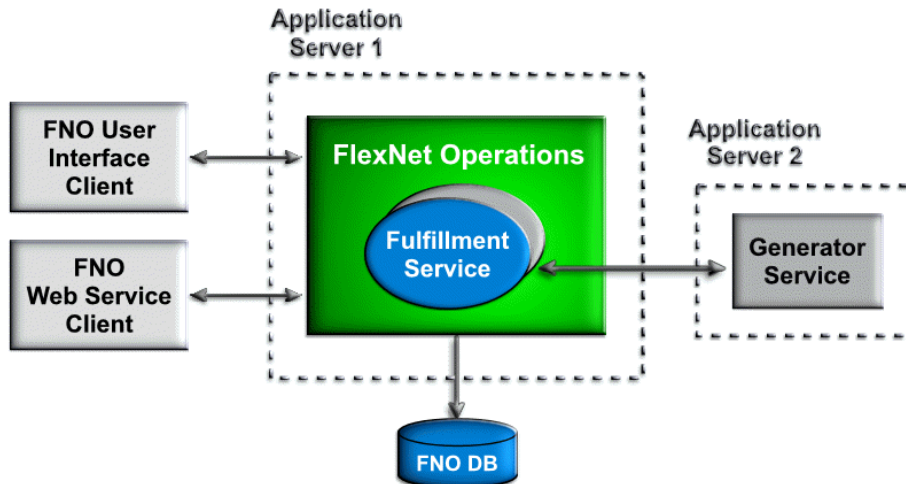 Application
Server 1
FNO User
Interface
Client
FlexNet Operations
Application
Server 2
Fulfillment
Service
Generator
Service
FNO
Web Service
Client
FNO DB